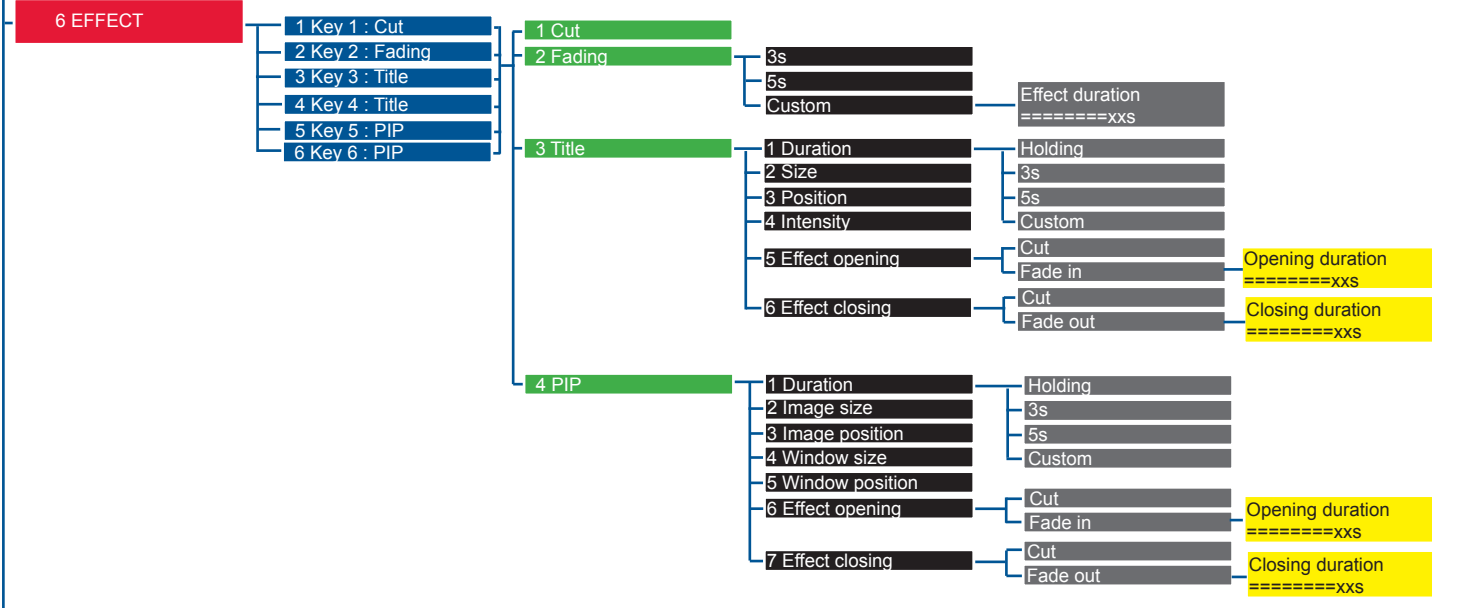 6 EFFECT
1 Key 1 : Cut
2 Key 2 : Fading
3 Key 3 : Title
4 Key 4 : Title
5 Key 5 : PIP
6 Key 6 : PIP
1 Cut
2 Fading
3s
5s
Custom
Effect duration
========xxs
3 Title
1 Duration
2 Size
3 Position
4 Intensity
5 Effect opening
6 Effect closing
Holding
3s
5s
Custom
Cut
Fade in
Opening duration
========xxs
Cut
Fade out
Closing duration
========xxs
4 PIP
1 Duration
2 Image size
3 Image position
4 Window size
5 Window position
6 Effect opening
7 Effect closing
Holding
3s
5s
Custom
Cut
Fade in
Opening duration
========xxs
Cut
Fade out
Closing duration
========xxs